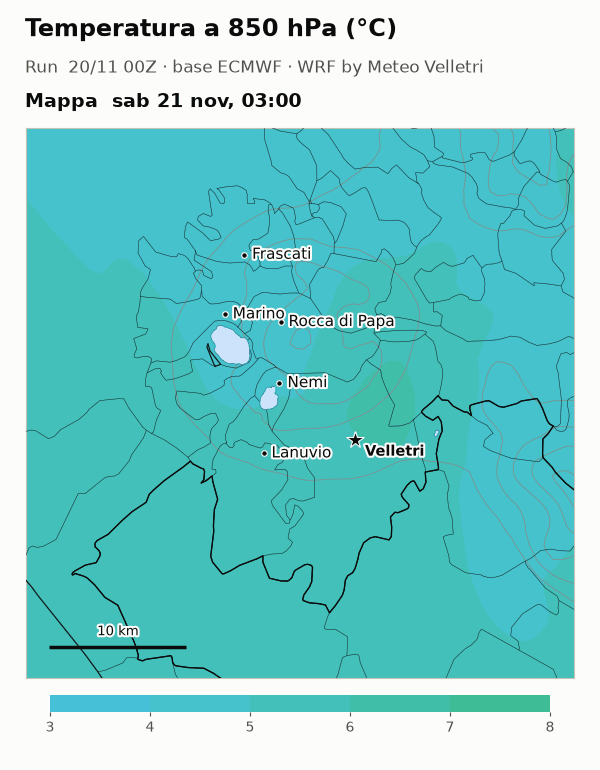 Temperatura a 850 hPa (°C)
Run  20/11 00Z · base ECMWF · WRF by Meteo Velletri
Mappa  sab 21 nov, 03:00
Frascati
Marino
Rocca di Papa
Nemi
Velletri
Lanuvio
10 km
3 4 5 6 7 8